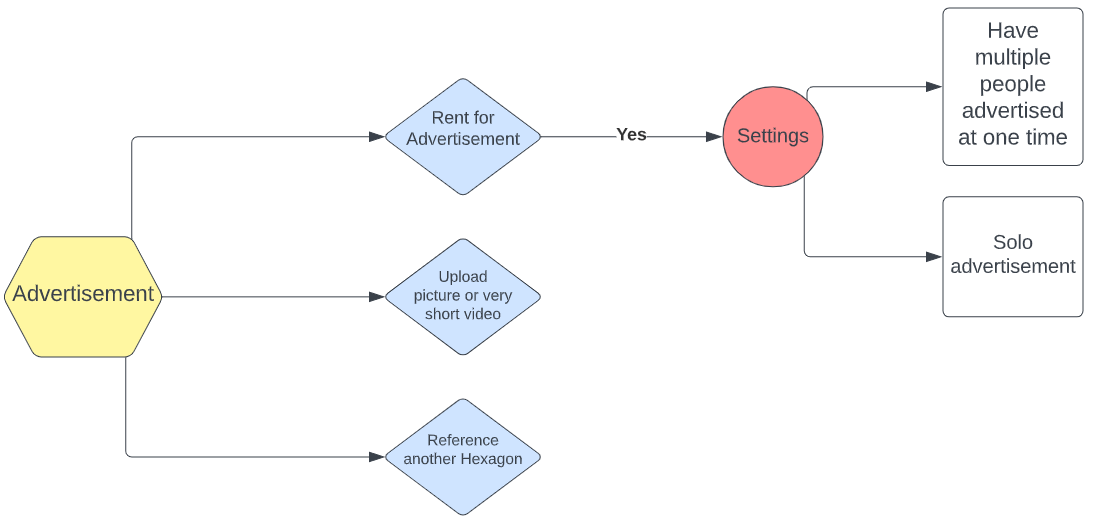 Advertisement
Rent for
Advertisement
Yes
Settings
Have
multiple
people
advertised
at one time
Solo
advertisement
Upload
picture or very
short video
Reference
another Hexagon